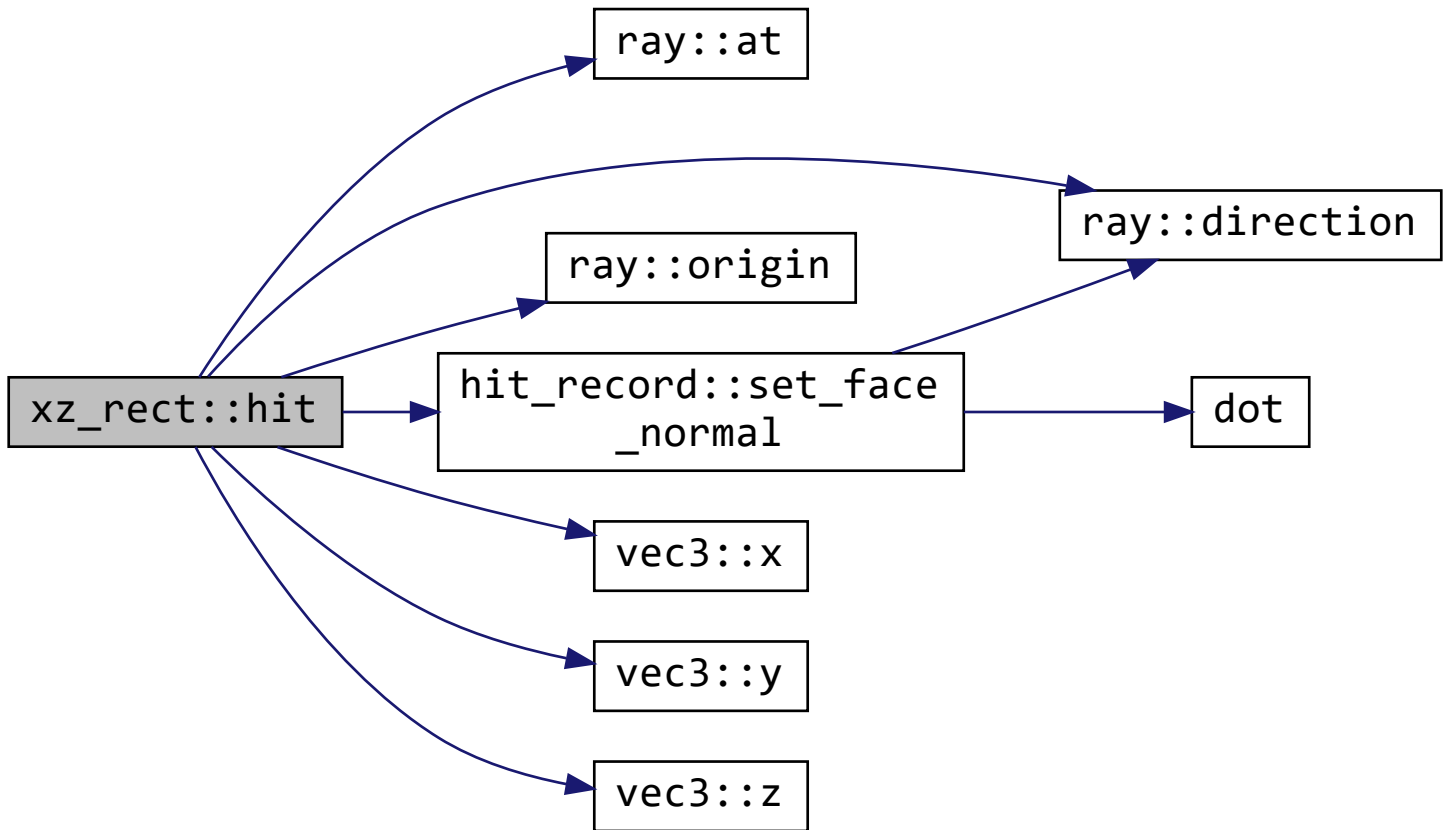 ray::at
ray::direction
ray::origin
xz_rect::hit
hit_record::set_face
_normal
dot
vec3::x
vec3::y
vec3::z